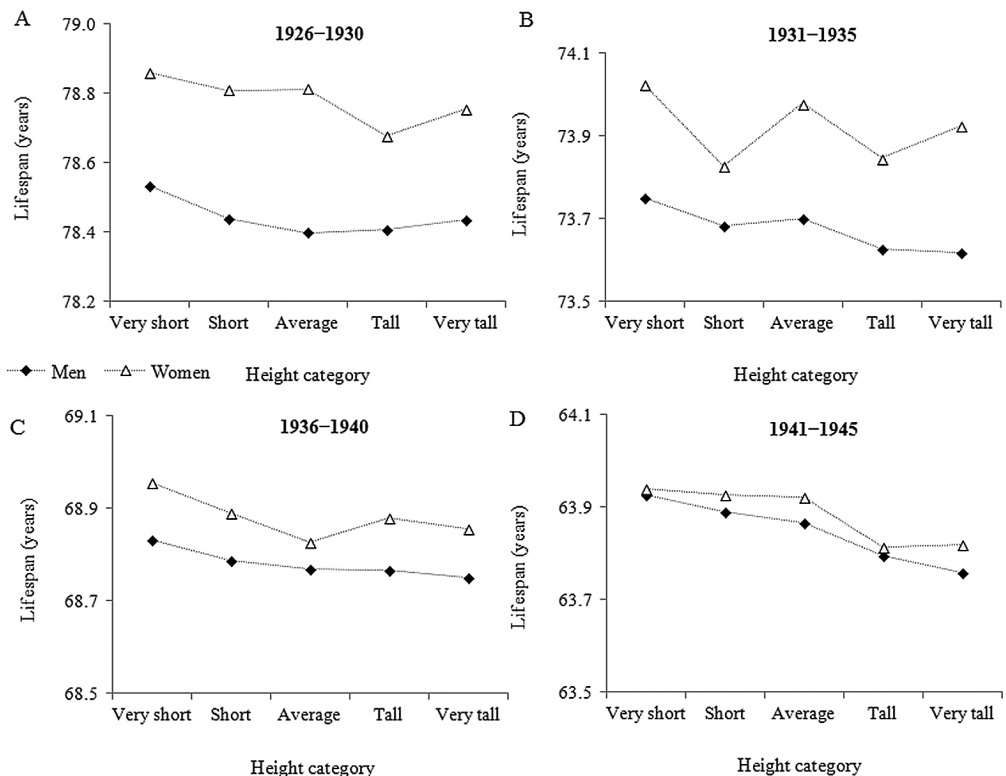 A
1926−1930
Lifespan (years)
79.0
78.8
78.6
78.4
78.2
Very short Short Average Tall Very tall
Height category
B
1931−1935
Lifespan (years)
74.1
73.9
73.7
73.5
Very short Short Average Tall Very tall
Height category
Men Women
C
1936−1940
Lifespan (years)
69.1
68.9
68.7
68.5
Very short Short Average Tall Very tall
Height category
D
1941−1945
Lifespan (years)
64.1
63.9
63.7
63.5
Very short Short Average Tall Very tall
Height category